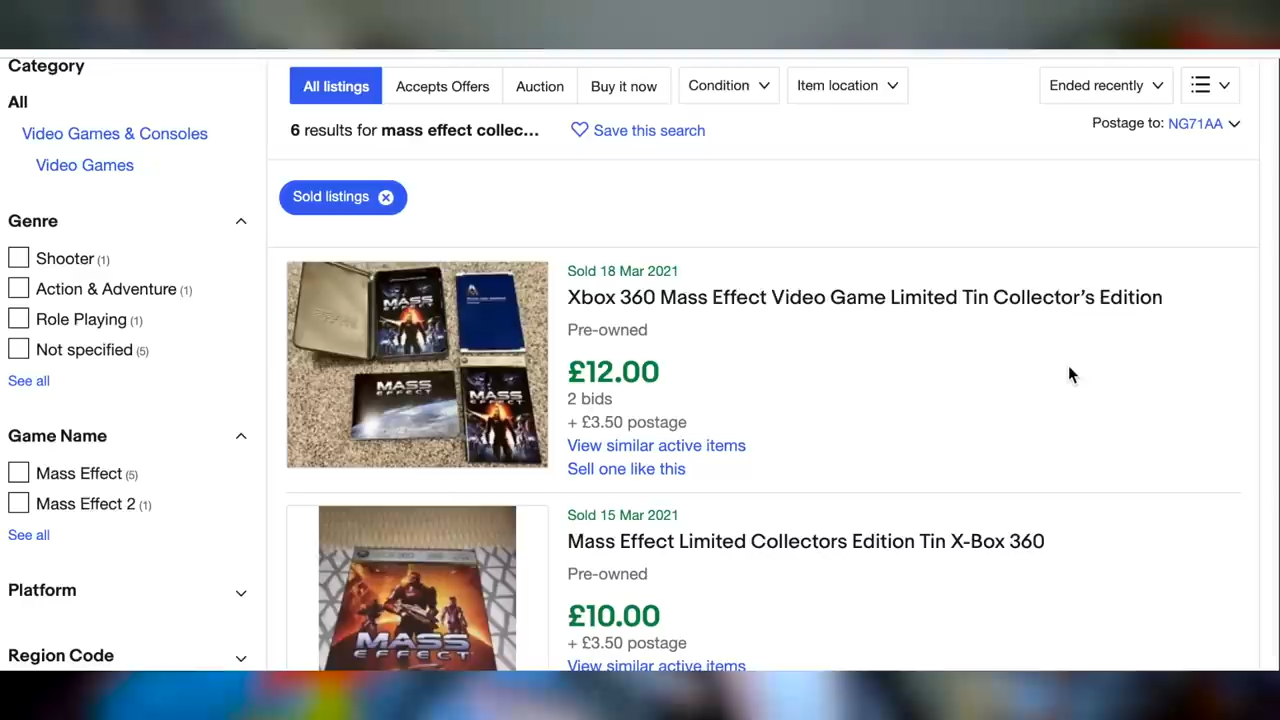 Category
All
Video Games & Consoles
Video Games
Genre
Shooter (1)
Action & Adventure (1)
Role Playing (1)
Not specified (5)
See all
Game Name
Mass Effect (5)
Mass Effect 2 (1)
See all
Platform
Region Code
All listings
Accepts Offers
Auction
Buy it now
Condition
Item location
Ended recently
6 results for mass effect collec...
Save this search
Postage to: NG71AA
Sold listings
MASS
EFFECT
MASS
EFFECT
MASS
EFFECT
Sold 18 Mar 2021
Xbox 360 Mass Effect Video Game Limited Tin Collector's Edition
Pre-owned
£12.00
2 bids
+ £3.50 postage
View similar active items
Sell one like this
MASS
EFFECT
Sold 15 Mar 2021
Mass Effect Limited Collectors Edition Tin X-Box 360
Pre-owned
£10.00
+ £3.50 postage
View similar active items